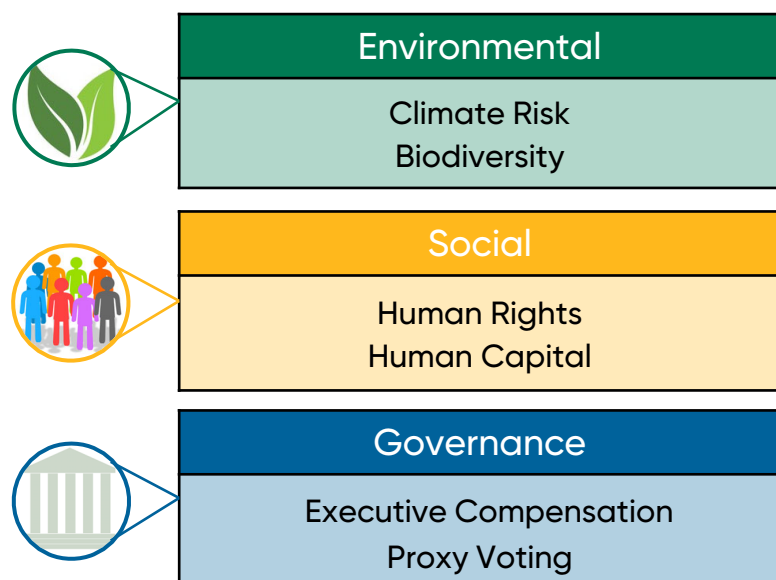 Environmental
Climate Risk
Biodiversity
Social
Human Rights
Human Capital
Governance
Executive Compensation
Proxy Voting